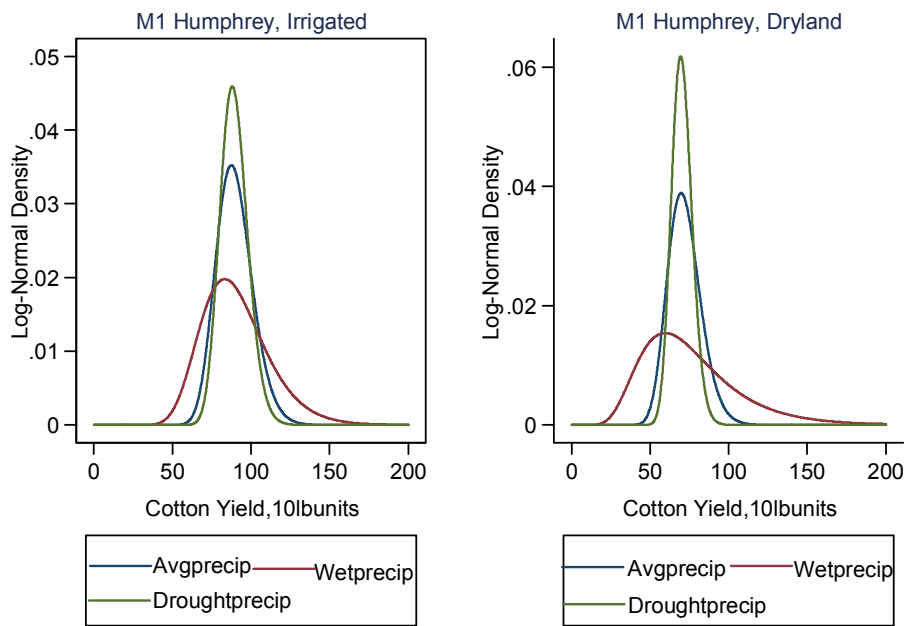 M1 Humphrey, Irrigated
Log-Normal Density
.05
.04
.03
.02
.01
0
0 50 100 150 200
Cotton Yield,10lbunits
Avgprecip Wetprecip
Droughtprecip
M1 Humphrey, Dryland
Log-Normal Density
.06
.04
.02
0
0 50 100 150 200
Cotton Yield,10lbunits
Avgprecip Wetprecip
Droughtprecip